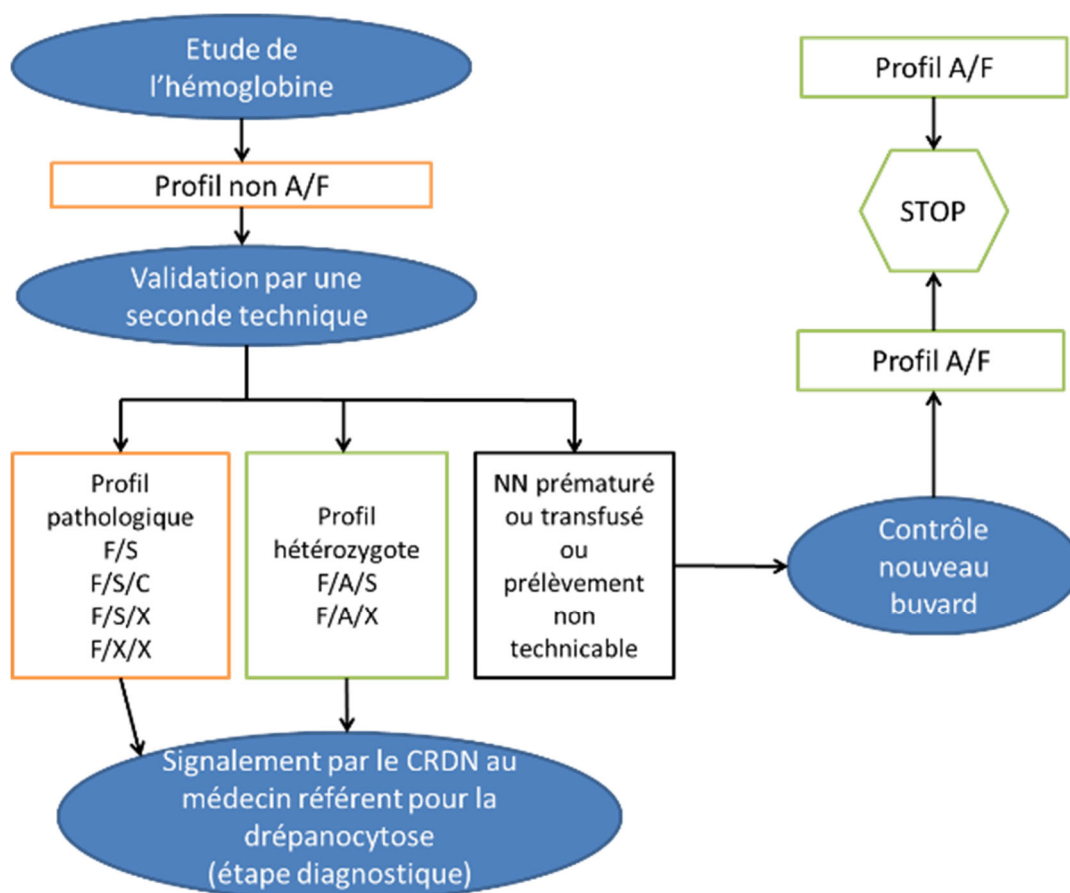 Etude de
l'hémoglobine
Profil non A/F
Validation par une
seconde technique
Profil
pathologique
F/S
F/S/C
F/S/X
F/X/X
Profil
hétérozygote
F/A/S
F/A/X
NN prématuré
ou transfusé
ou
prélèvement
non
technicable
Signalement par le CRDN au
médecin référent pour la
drépanocytose
(étape diagnostique)
Profil A/F
STOP
Profil A/F
Contrôle
nouveau
buvard